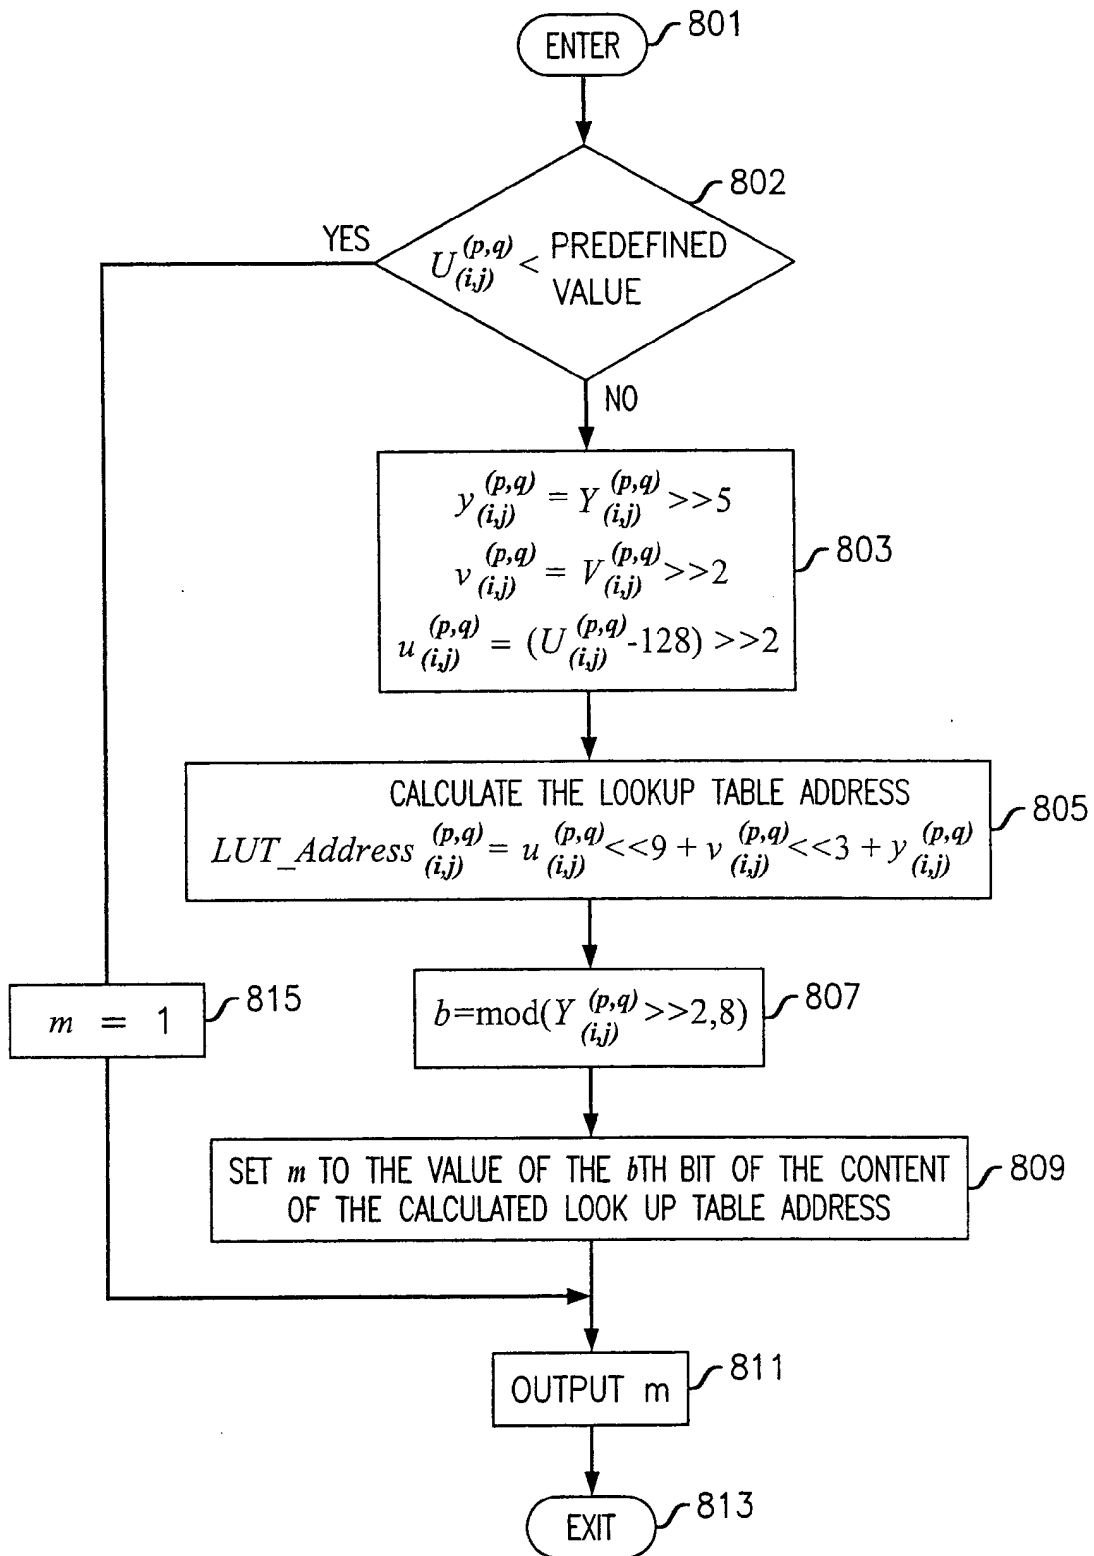 ENTER
801
802
YES
U (p,q) (i,j) < PREDEFINED
VALUE
NO
y (p,q) (i,j) = Y (p,q) (i,j) >>5
v (p,q) (i,j) = V (p,q) (i,j) >>2
u (p,q) (i,j) = (U (p,q) (i,j) -128) >>2
803
CALCULATE THE LOOKUP TABLE ADDRESS
LUT_Address (p,q) (i,j) = u (p,q) (i,j) <<9 + v (p,q) (i,j) <<3 + y (p,q) (i,j)
805
m = 1
815
b=mod(Y (p,q) (i,j) >>2,8)
807
SET m TO THE VALUE OF THE bTH BIT OF THE CONTENT
OF THE CALCULATED LOOK UP TABLE ADDRESS
809
OUTPUT m
811
EXIT
813